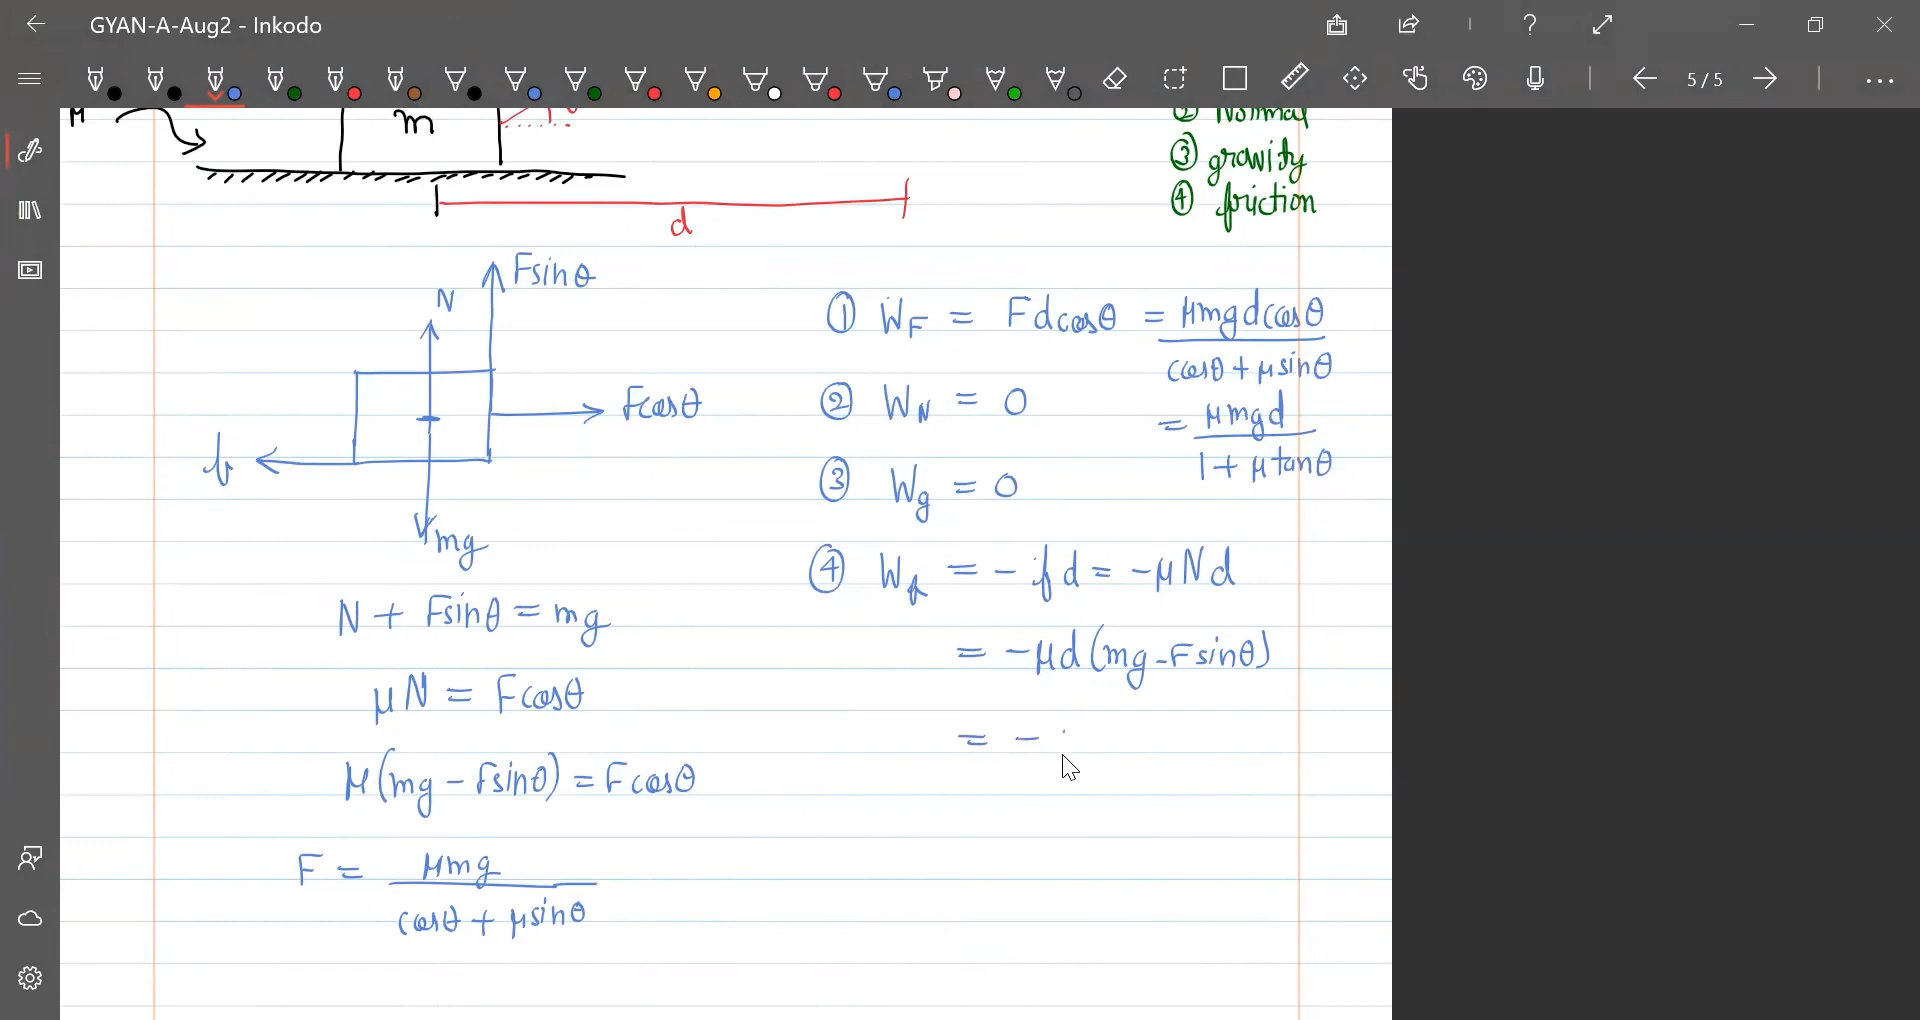 GYAN-A-Aug2 - Inkodo
5/5
μ
m
② Normal
③ gravity
④ friction
d
Fsinθ
N
Fcosθ
f
mg
① W_F = Fdcosθ = μmgdcosθ / cosθ + μsinθ
= μmgd / 1 + μtanθ
② W_N = 0
③ W_g = 0
④ W_f = - fd = -μNd
= -μd(mg-Fsinθ)
= -
N + Fsinθ = mg
μN = Fcosθ
μ(mg - Fsinθ) = Fcosθ
F = μmg / cosθ + μsinθ